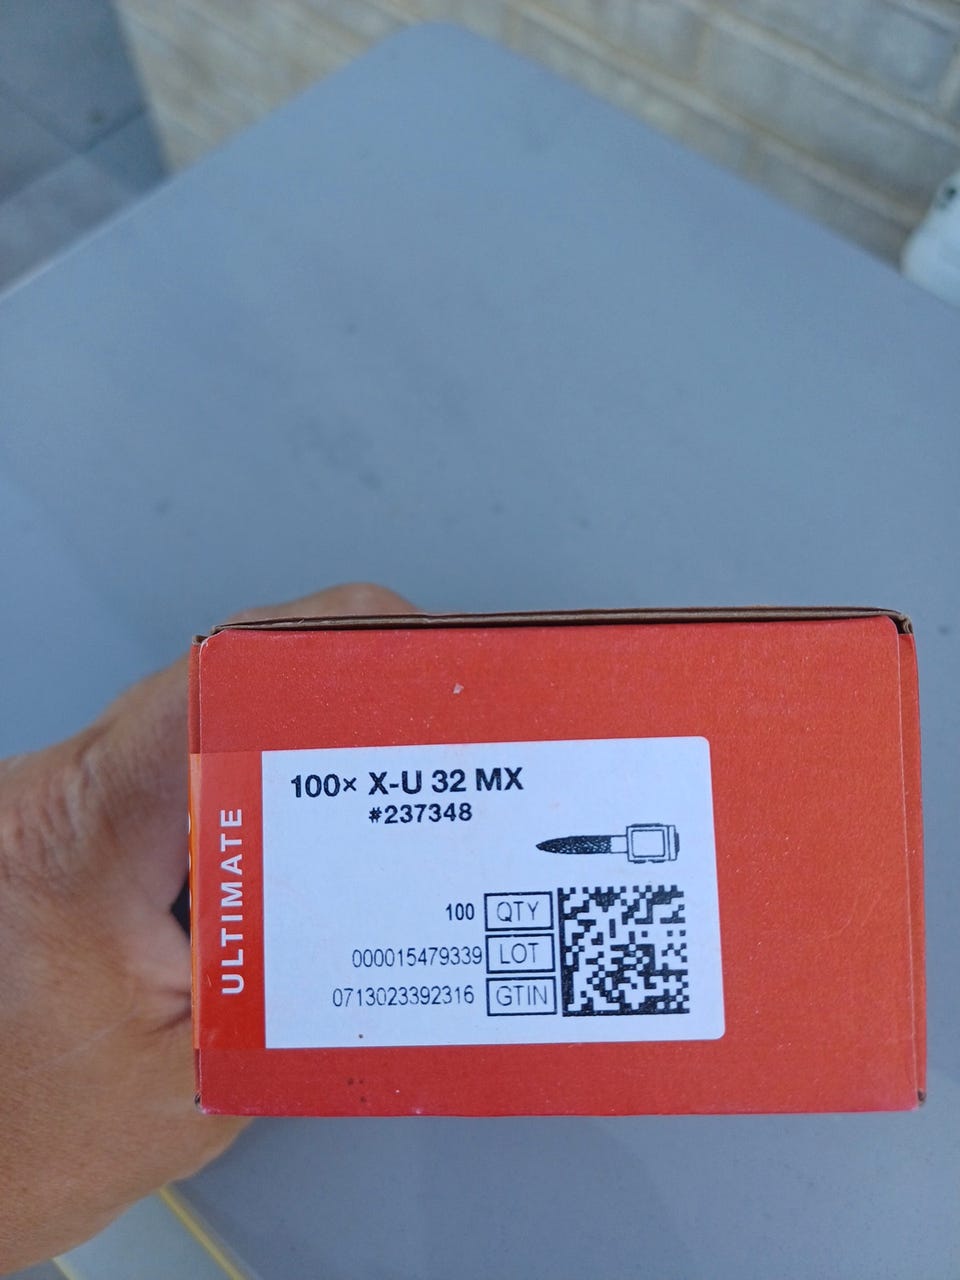 ULTIMATE
100× X-U 32 MX
#237348
100 QTY
000015479339 LOT
0713023392316 GTIN